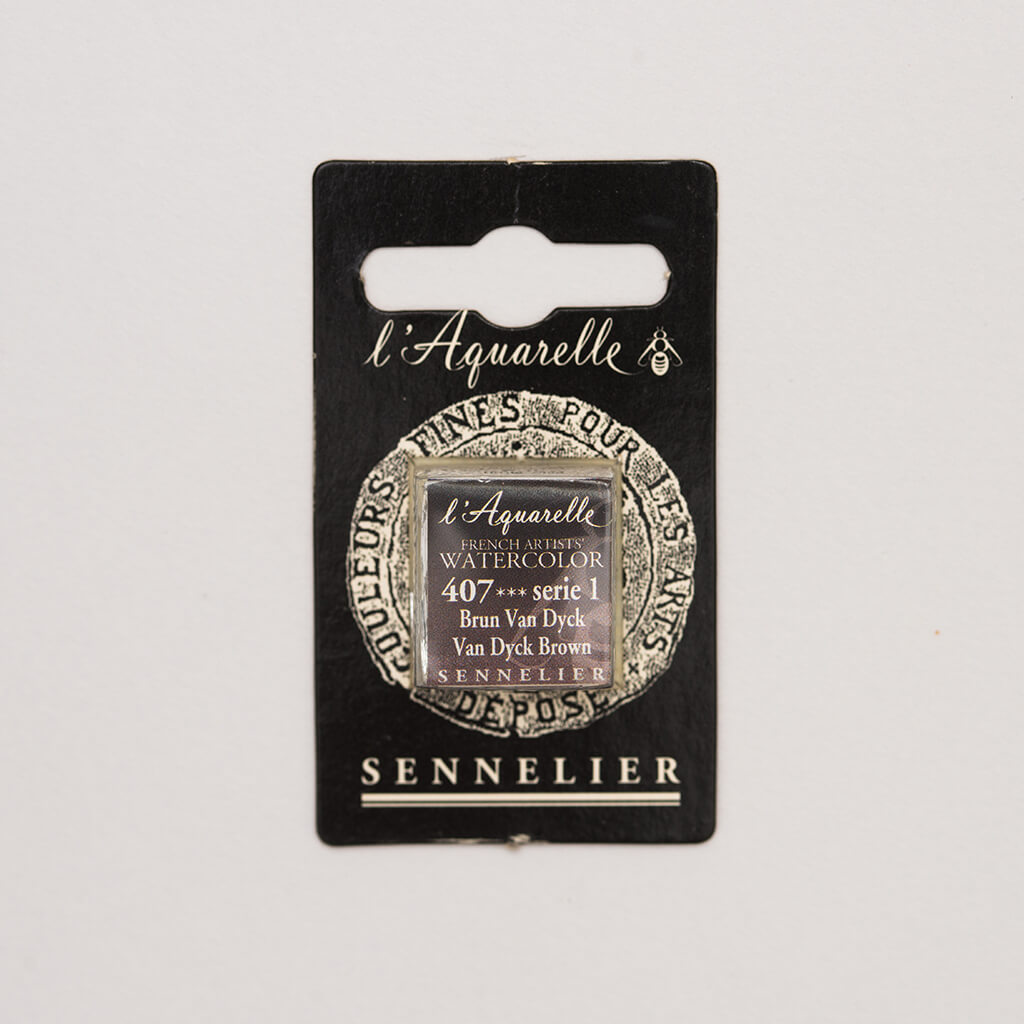 l'Aquarelle
COULEURS FINES POUR LES ARTS
DÉPOSÉ
l'Aquarelle
FRENCH ARTISTS'
WATERCOLOR
407*** serie 1
Brun Van Dyck
Van Dyck Brown
SENNELIER
SENNELIER